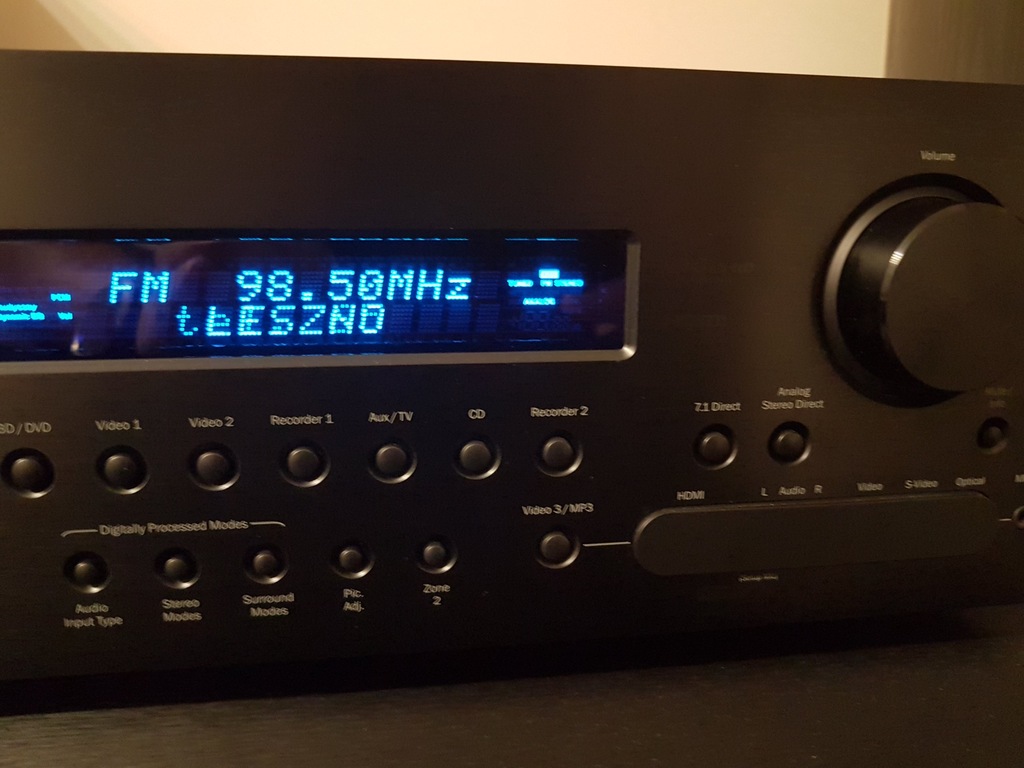 Volume
FM 98.50MHz
BD / DVD
Video 1
Video 2
Recorder 1
Aux/TV
CD
Recorder 2
7.1 Direct
Analog
Stereo Direct
HDMI
L Audio R
Video
S-Video
Optical
Video 3 / MP3
Digitally Processed Modes
Audio
Input Type
Stereo
Modes
Surround
Modes
Pic.
Adj.
Zone
2